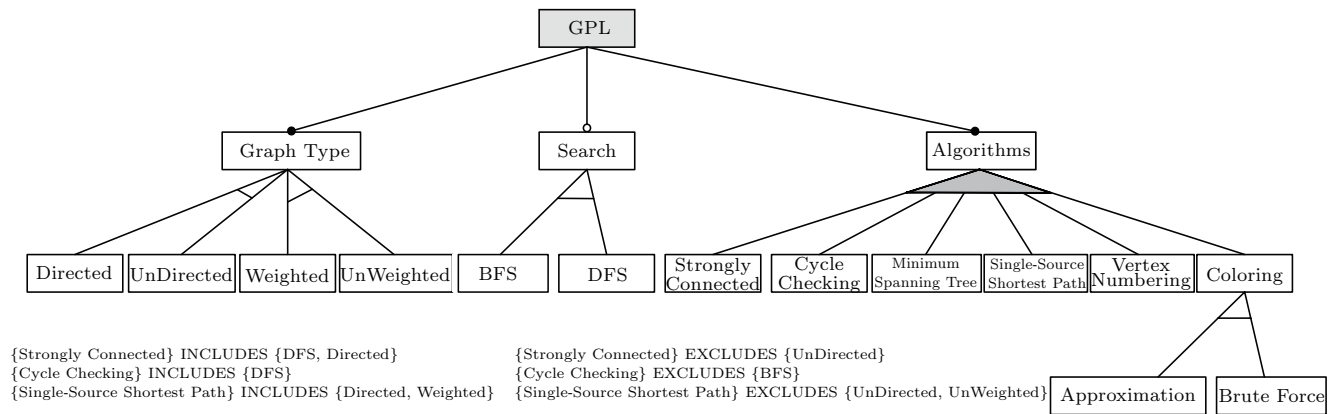 GPL
Graph Type
Search
Algorithms
Directed
UnDirected
Weighted
UnWeighted
BFS
DFS
Strongly
Connected
Cycle
Checking
Minimum
Spanning Tree
Single-Source
Shortest Path
Vertex
Numbering
Coloring
{Strongly Connected} INCLUDES {DFS, Directed}
{Cycle Checking} INCLUDES {DFS}
{Single-Source Shortest Path} INCLUDES {Directed, Weighted}
{Strongly Connected} EXCLUDES {UnDirected}
{Cycle Checking} EXCLUDES {BFS}
{Single-Source Shortest Path} EXCLUDES {UnDirected, UnWeighted}
Approximation
Brute Force